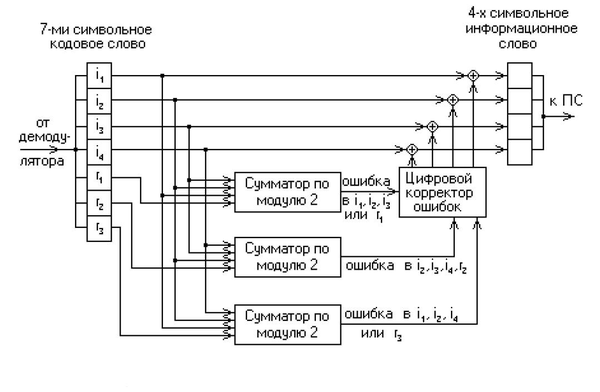 7-ми символьное
кодовое слово
4-х символьное
информационное
слово
от
демоду-
лятора
i1
i2
i3
i4
r1
r2
r3
к ПС
Сумматор по
модулю 2
ошибка
в i1, i2, i3
или r1
Цифровой
корректор
ошибок
Сумматор по
модулю 2
ошибка в i2, i3, i4, r2
Сумматор по
модулю 2
ошибка в i1, i2, i4
или r3